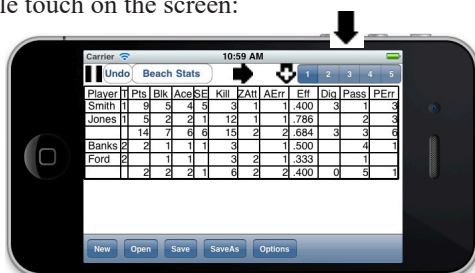 le touch on the screen:
Carrier 10:59 AM
Undo Beach Stats 1 2 3 4 5
Player T Pts Blk Ace SE Kill ZAtt AErr Eff Dig Pass PErr
Smith 1 9 5 4 5 3 1 1 .400 3 1 3
Jones 1 5 2 2 1 12 1 1 .786 2 3
14 7 6 6 15 2 2 .684 3 3 6
Banks 2 2 1 1 1 3 1 .500 4 1
Ford 2 1 1 3 2 1 .333 1
2 2 2 1 6 2 2 .400 0 5 1
New Open Save SaveAs Options